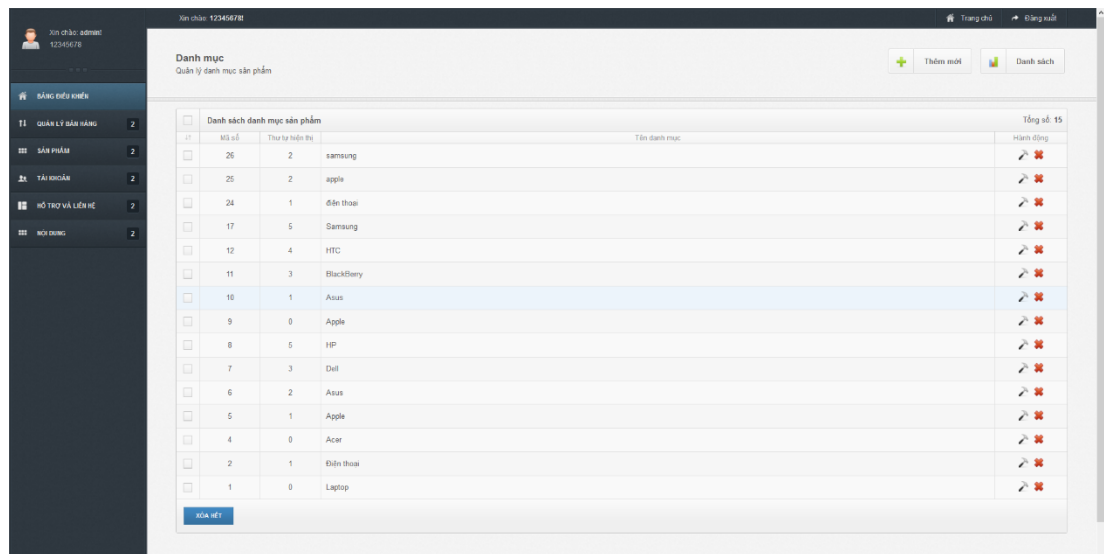 Xin chào: admin!
12345678
BẢNG ĐIỀU KHIỂN
QUẢN LÝ BÁN HÀNG 2
SẢN PHẨM 2
TÀI KHOẢN 2
HỖ TRỢ VÀ LIÊN HỆ 2
NỘI DUNG 2
Xin chào: 12345678! Trang chủ Đăng xuất
Danh mục
Quản lý danh mục sản phẩm
Thêm mới Danh sách
Danh sách danh mục sản phẩm Tổng số: 15
Mã số Thứ tự hiện thị Tên danh mục Hành động
26 2 samsung
25 2 apple
24 1 điên thoai
17 5 Samsung
12 4 HTC
11 3 BlackBerry
10 1 Asus
9 0 Apple
8 5 HP
7 3 Dell
6 2 Asus
5 1 Apple
4 0 Acer
2 1 Điện thoại
1 0 Laptop
XÓA HẾT